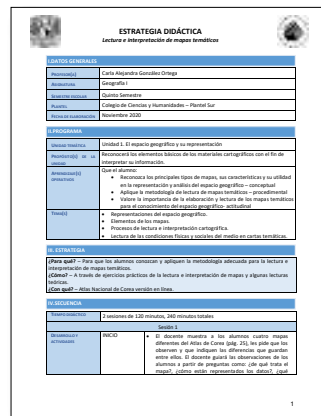 ESTRATEGIA DIDÁCTICA
Lectura e interpretación de mapas temáticos
I.DATOS GENERALES
PROFESOR(A) Carla Alejandra González Ortega
ASIGNATURA Geografía I
SEMESTRE ESCOLAR Quinto Semestre
PLANTEL Colegio de Ciencias y Humanidades – Plantel Sur
FECHA DE ELABORACIÓN Noviembre 2020
II.PROGRAMA
UNIDAD TEMÁTICA Unidad 1. El espacio geográfico y su representación
PROPÓSITO(S) DE LA Reconocerá los elementos básicos de los materiales cartográficos con el fin de
UNIDAD interpretar su información.
APRENDIZAJE(S) Que el alumno:
OPERATIVOS • Reconozca los principales tipos de mapas, sus características y su utilidad
en la representación y análisis del espacio geográfico – conceptual
• Aplique la metodología de lectura de mapas temáticos – procedimental
• Valore la importancia de la elaboración y lectura de los mapas temáticos
para el conocimiento del espacio geográfico- actitudinal
TEMA(S) • Representaciones del espacio geográfico.
• Elementos de los mapas.
• Procesos de lectura e interpretación cartográfica.
• Lectura de las condiciones físicas y sociales del medio en cartas temáticas.
III. ESTRATEGIA
¿Para qué? – Para que los alumnos conozcan y apliquen la metodología adecuada para la lectura e
interpretación de mapas temáticos.
¿Cómo? – A través de ejercicios prácticos de la lectura e interpretación de mapas y algunas lecturas
teóricas.
¿Con qué? – Atlas Nacional de Corea versión en línea.
IV.SECUENCIA
TIEMPO DIDÁCTICO 2 sesiones de 120 minutos, 240 minutos totales
Sesión 1
DESARROLLO Y INICIO • El docente muestra a los alumnos cuatro mapas
ACTIVIDADES diferentes del Atlas de Corea (pág. 25), les pide que los
observen y que indiquen las diferencias que guardan
entre ellos. El docente guiará las observaciones de los
alumnos a partir de preguntas como: ¿de qué trata el
mapa?, ¿cómo están representados los datos?, ¿qué
1